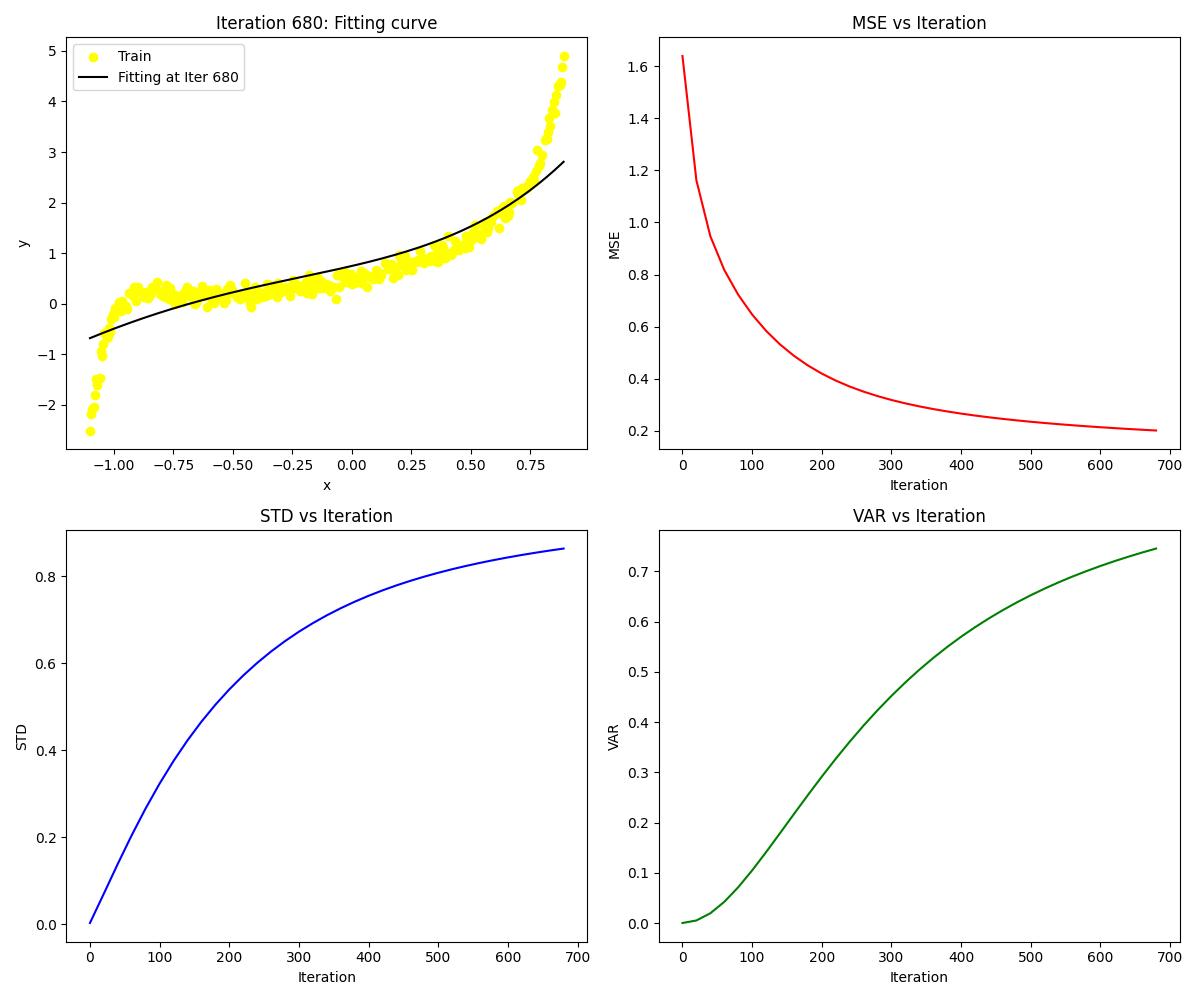 Iteration 680: Fitting curve
Train
Fitting at Iter 680
5
4
3
2
1
0
−1
−2
y
−1.00 −0.75 −0.50 −0.25 0.00 0.25 0.50 0.75
x
MSE vs Iteration
1.6
1.4
1.2
1.0
0.8
0.6
0.4
0.2
MSE
0 100 200 300 400 500 600 700
Iteration
STD vs Iteration
0.8
0.6
0.4
0.2
0.0
STD
0 100 200 300 400 500 600 700
Iteration
VAR vs Iteration
0.7
0.6
0.5
0.4
0.3
0.2
0.1
0.0
VAR
0 100 200 300 400 500 600 700
Iteration